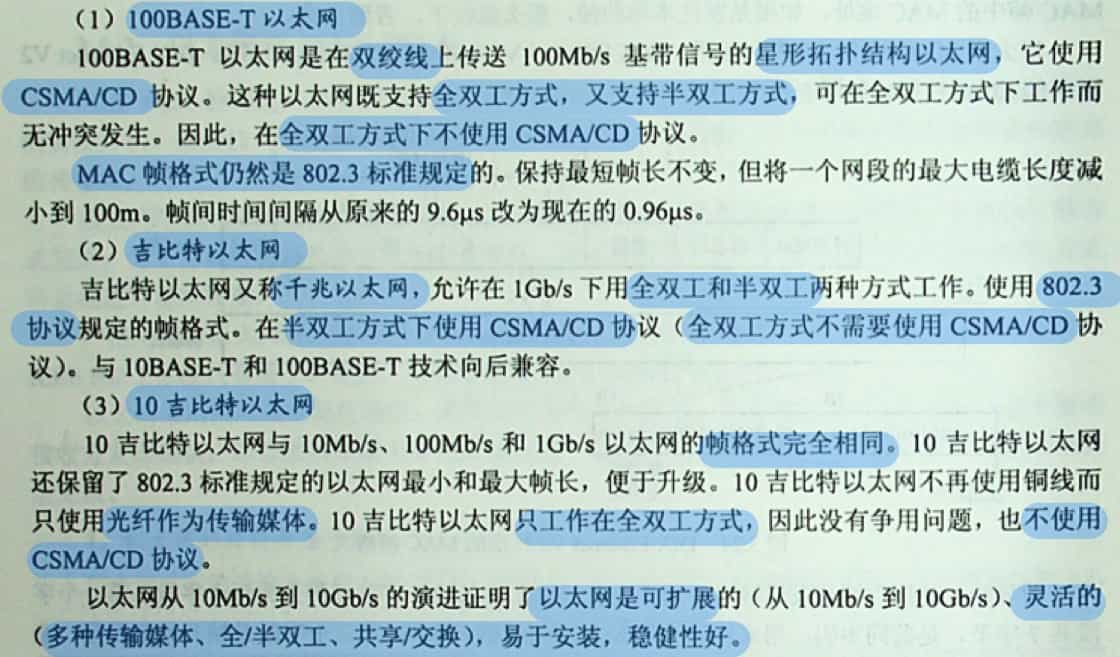 （1）100BASE-T 以太网
100BASE-T 以太网是在双绞线上传送 100Mb/s 基带信号的星形拓扑结构以太网，它使用
CSMA/CD 协议。这种以太网既支持全双工方式，又支持半双工方式，可在全双工方式下工作而
无冲突发生。因此，在全双工方式下不使用 CSMA/CD 协议。
MAC 帧格式仍然是 802.3 标准规定的。保持最短帧长不变，但将一个网段的最大电缆长度减
小到 100m。帧间时间间隔从原来的 9.6μs 改为现在的 0.96μs。
（2）吉比特以太网
吉比特以太网又称千兆以太网，允许在 1Gb/s 下用全双工和半双工两种方式工作。使用 802.3
协议规定的帧格式。在半双工方式下使用 CSMA/CD 协议（全双工方式不需要使用 CSMA/CD 协
议）。与 10BASE-T 和 100BASE-T 技术向后兼容。
（3）10 吉比特以太网
10 吉比特以太网与 10Mb/s、100Mb/s 和 1Gb/s 以太网的帧格式完全相同。10 吉比特以太网
还保留了 802.3 标准规定的以太网最小和最大帧长，便于升级。10 吉比特以太网不再使用铜线而
只使用光纤作为传输媒体。10 吉比特以太网只工作在全双工方式，因此没有争用问题，也不使用
CSMA/CD 协议。
以太网从 10Mb/s 到 10Gb/s 的演进证明了以太网是可扩展的（从 10Mb/s 到 10Gb/s）、灵活的
（多种传输媒体、全/半双工、共享/交换），易于安装，稳健性好。